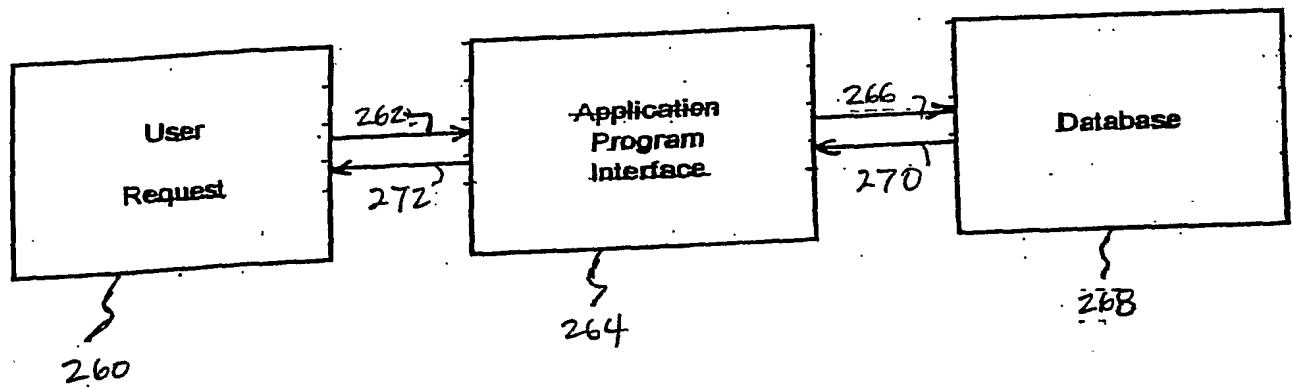 User
Request
262
272
Application
Program
Interface
266
270
Database
260
264
268